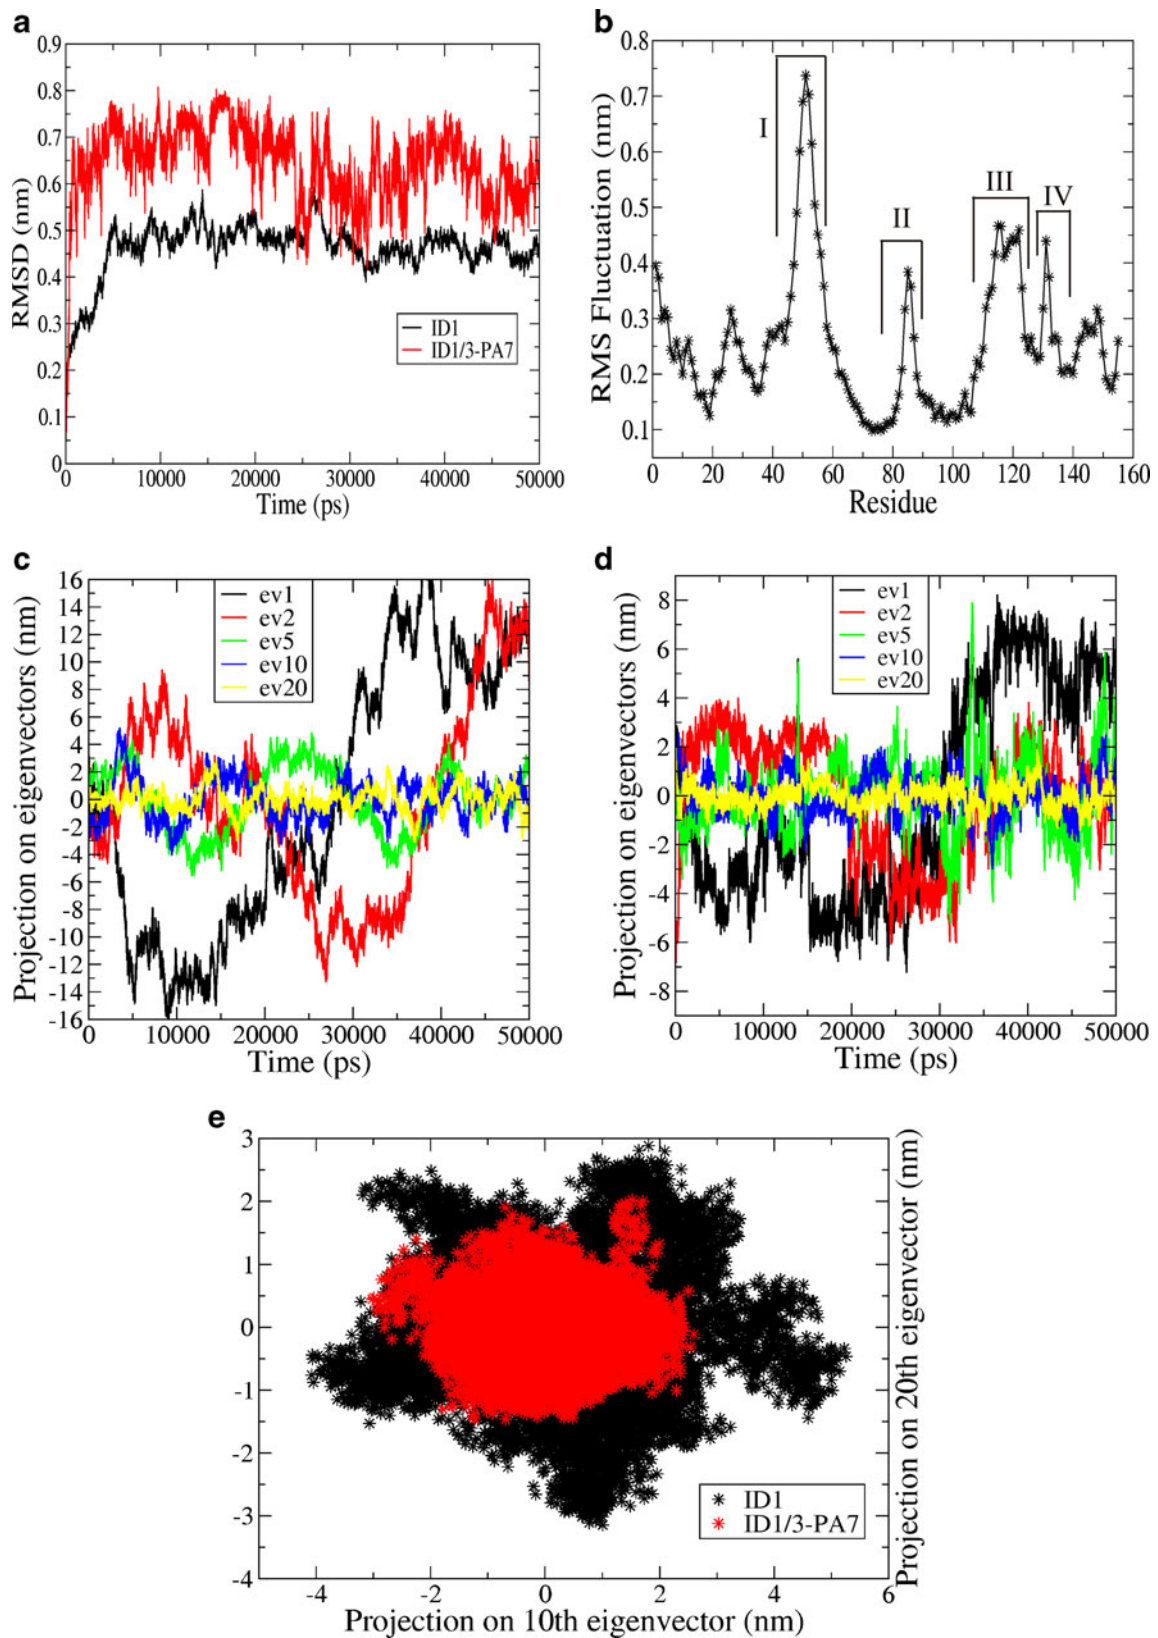 a
RMSD (nm)
0.9
0.8
0.7
0.6
0.5
0.4
0.3
0.2
0.1
0
ID1
ID1/3-PA7
0 10000 20000 30000 40000 50000
Time (ps)
b
RMS Fluctuation (nm)
0.8
0.7
0.6
0.5
0.4
0.3
0.2
0.1
I
II
III
IV
0 20 40 60 80 100 120 140 160
Residue
c
Projection on eigenvectors (nm)
16
14
12
10
8
6
4
2
0
-2
-4
-6
-8
-10
-12
-14
-16
ev1
ev2
ev5
ev10
ev20
0 10000 20000 30000 40000 50000
Time (ps)
d
Projection on eigenvectors (nm)
8
6
4
2
0
-2
-4
-6
-8
ev1
ev2
ev5
ev10
ev20
0 10000 20000 30000 40000 50000
Time (ps)
e
3
2
1
0
-1
-2
-3
-4
Projection on 20th eigenvector (nm)
ID1
ID1/3-PA7
-4 -2 0 2 4 6
Projection on 10th eigenvector (nm)